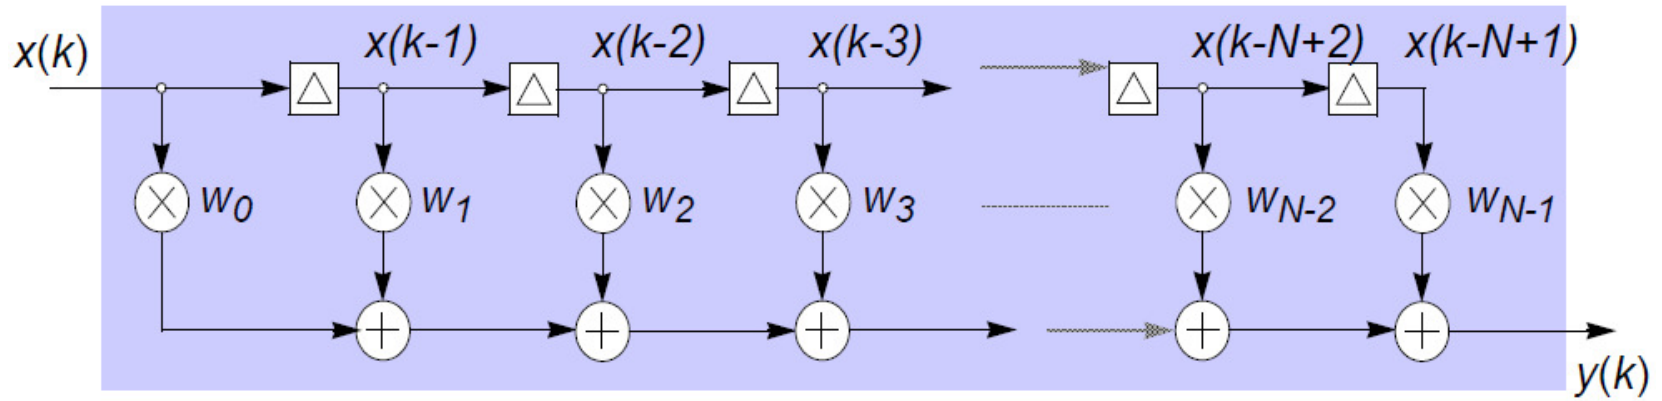 x(k) x(k-1) x(k-2) x(k-3) x(k-N+2) x(k-N+1)
w0 w1 w2 w3 wN-2 wN-1
y(k)